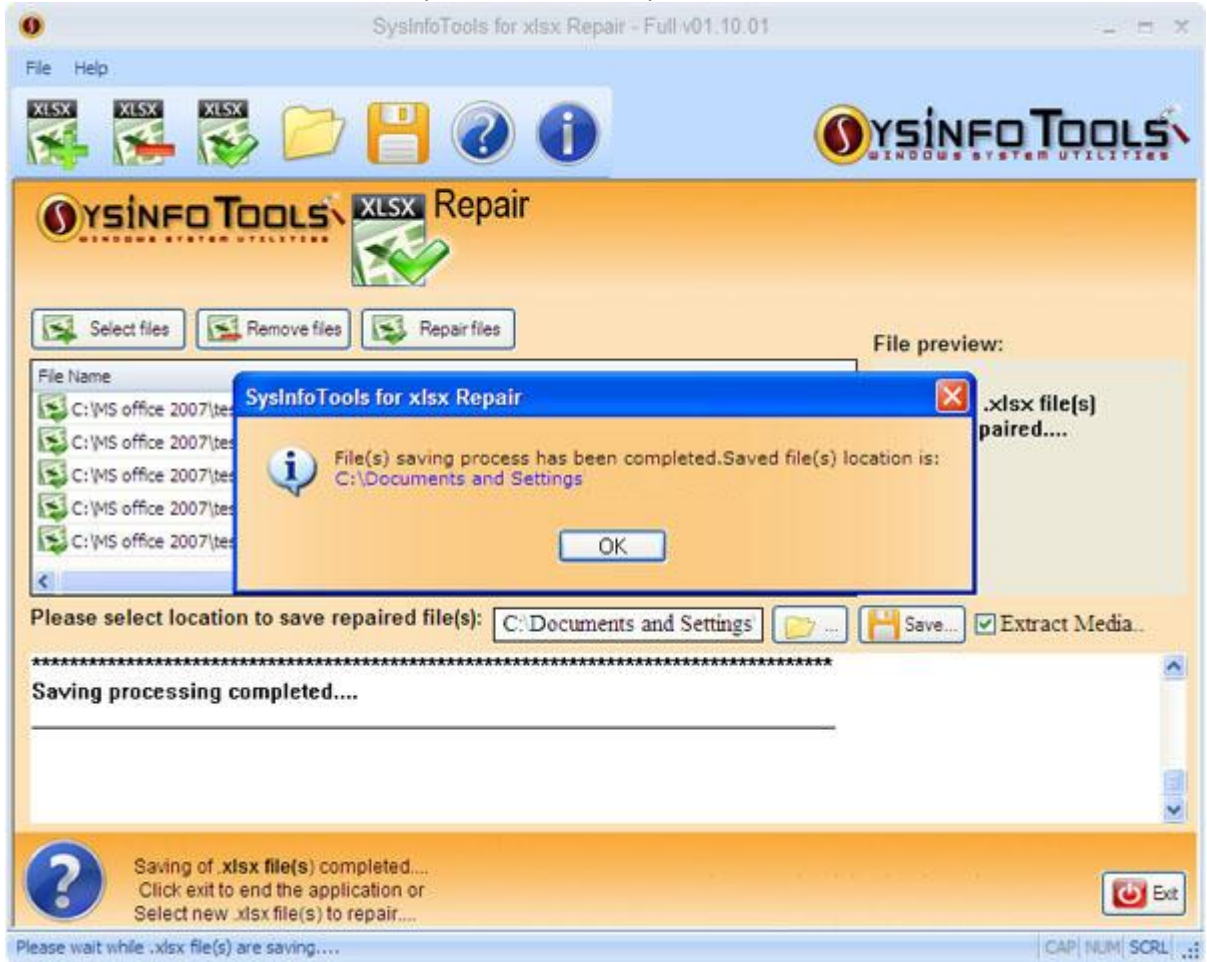 SysInfoTools for xlsx Repair - Full v01.10.01
File Help
XLSX XLSX XLSX
SYSINFO TOOLS
WINDOWS SYSTEM UTILITIES
SYSINFO TOOLS
WINDOWS SYSTEM UTILITIES
XLSX
Repair
Select files Remove files Repair files
File preview:
File Name
C:\MS office 2007\tes
C:\MS office 2007\tes
C:\MS office 2007\tes
C:\MS office 2007\tes
C:\MS office 2007\tes
.xlsx file(s)
paired....
SysInfoTools for xlsx Repair
File(s) saving process has been completed.Saved file(s) location is:
C:\Documents and Settings
OK
Please select location to save repaired file(s): C:\Documents and Settings\ ... Save... Extract Media..
********************************************************************************
Saving processing completed....
Saving of .xlsx file(s) completed....
Click exit to end the application or
Select new .xlsx file(s) to repair....
Exit
Please wait while .xlsx file(s) are saving....
CAP NUM SCRL